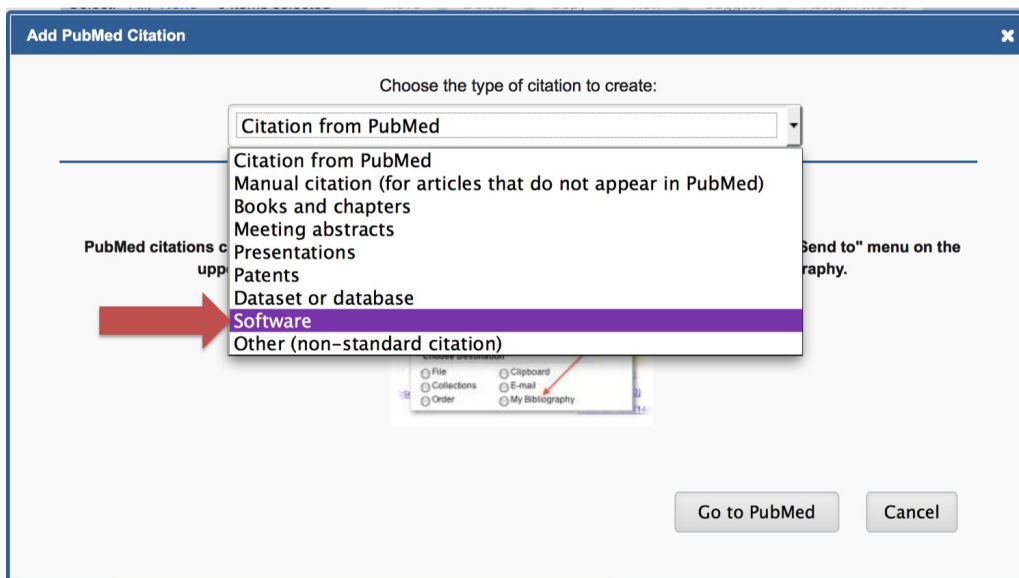 Add PubMed Citation
Choose the type of citation to create:
Citation from PubMed
Citation from PubMed
Manual citation (for articles that do not appear in PubMed)
Books and chapters
Meeting abstracts
PubMed citations c Send to" menu on the
Presentations
upp raphy.
Patents
Dataset or database
Software
Other (non-standard citation)
Choose Destination
File Clipboard
Collections E-mail
Order My Bibliography
Go to PubMed Cancel